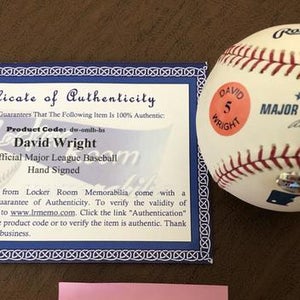 icate of Authenticity
Guarantees That The Following Item Is 100% Authentic:
Product Code: dw-omlb-hs
David Wright
fficial Major League Baseball
Hand Signed
from Locker Room Memorabilia come with a
guarantee of Authenticity. To verify the validity of
to www.lrmemo.com. Click the link "Authentication"
e product code or to verify the item is authentic. Thank
business.
DAVID
5
WRIGHT
MAJOR